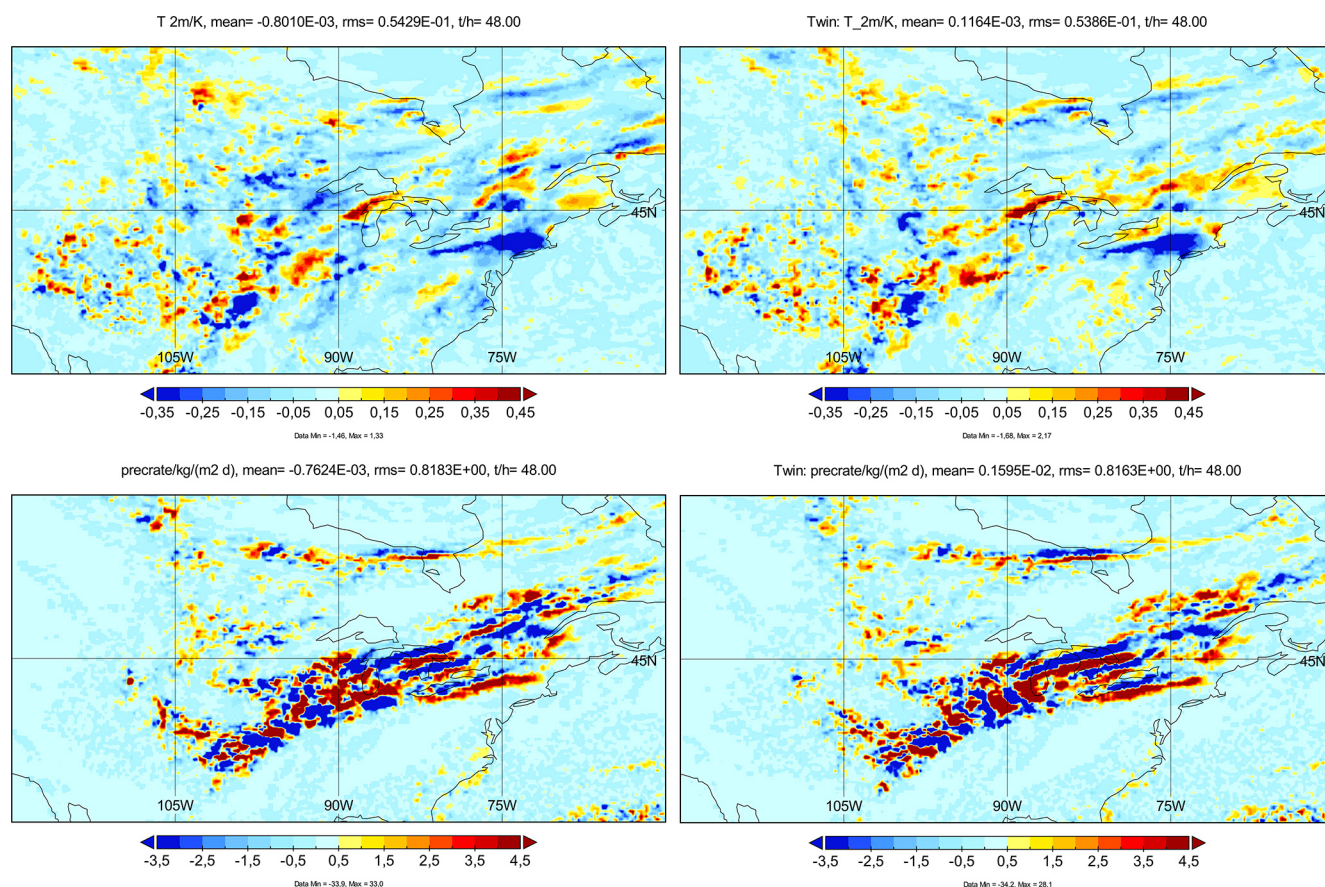 T 2m/K, mean= -0.8010E-03, rms= 0.5429E-01, t/h= 48.00
Twin: T_2m/K, mean= 0.1164E-03, rms= 0.5386E-01, t/h= 48.00
45N
45N
105W 90W 75W
105W 90W 75W
-0,35 -0,25 -0,15 -0,05 0,05 0,15 0,25 0,35 0,45
-0,35 -0,25 -0,15 -0,05 0,05 0,15 0,25 0,35 0,45
Data Min = -1,46, Max = 1,33
Data Min = -1,68, Max = 2,17
precrate/kg/(m2 d), mean= -0.7624E-03, rms= 0.8183E+00, t/h= 48.00
Twin: precrate/kg/(m2 d), mean= 0.1595E-02, rms= 0.8163E+00, t/h= 48.00
45N
45N
105W 90W 75W
105W 90W 75W
-3,5 -2,5 -1,5 -0,5 0,5 1,5 2,5 3,5 4,5
-3,5 -2,5 -1,5 -0,5 0,5 1,5 2,5 3,5 4,5
Data Min = -33,9, Max = 33,0
Data Min = -34,2, Max = 28,1